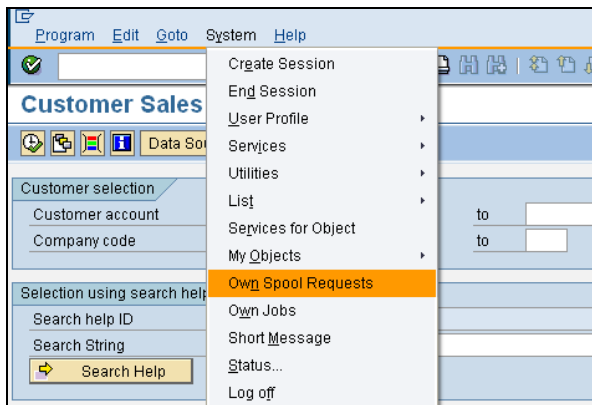 Program Edit Goto System Help
Create Session
End Session
User Profile
Services
Utilities
List
Services for Object
My Objects
Own Spool Requests
Own Jobs
Short Message
Status...
Log off
Customer Sales
Data Sou
Customer selection
Customer account to
Company code to
Selection using search help
Search help ID
Search String
Search Help